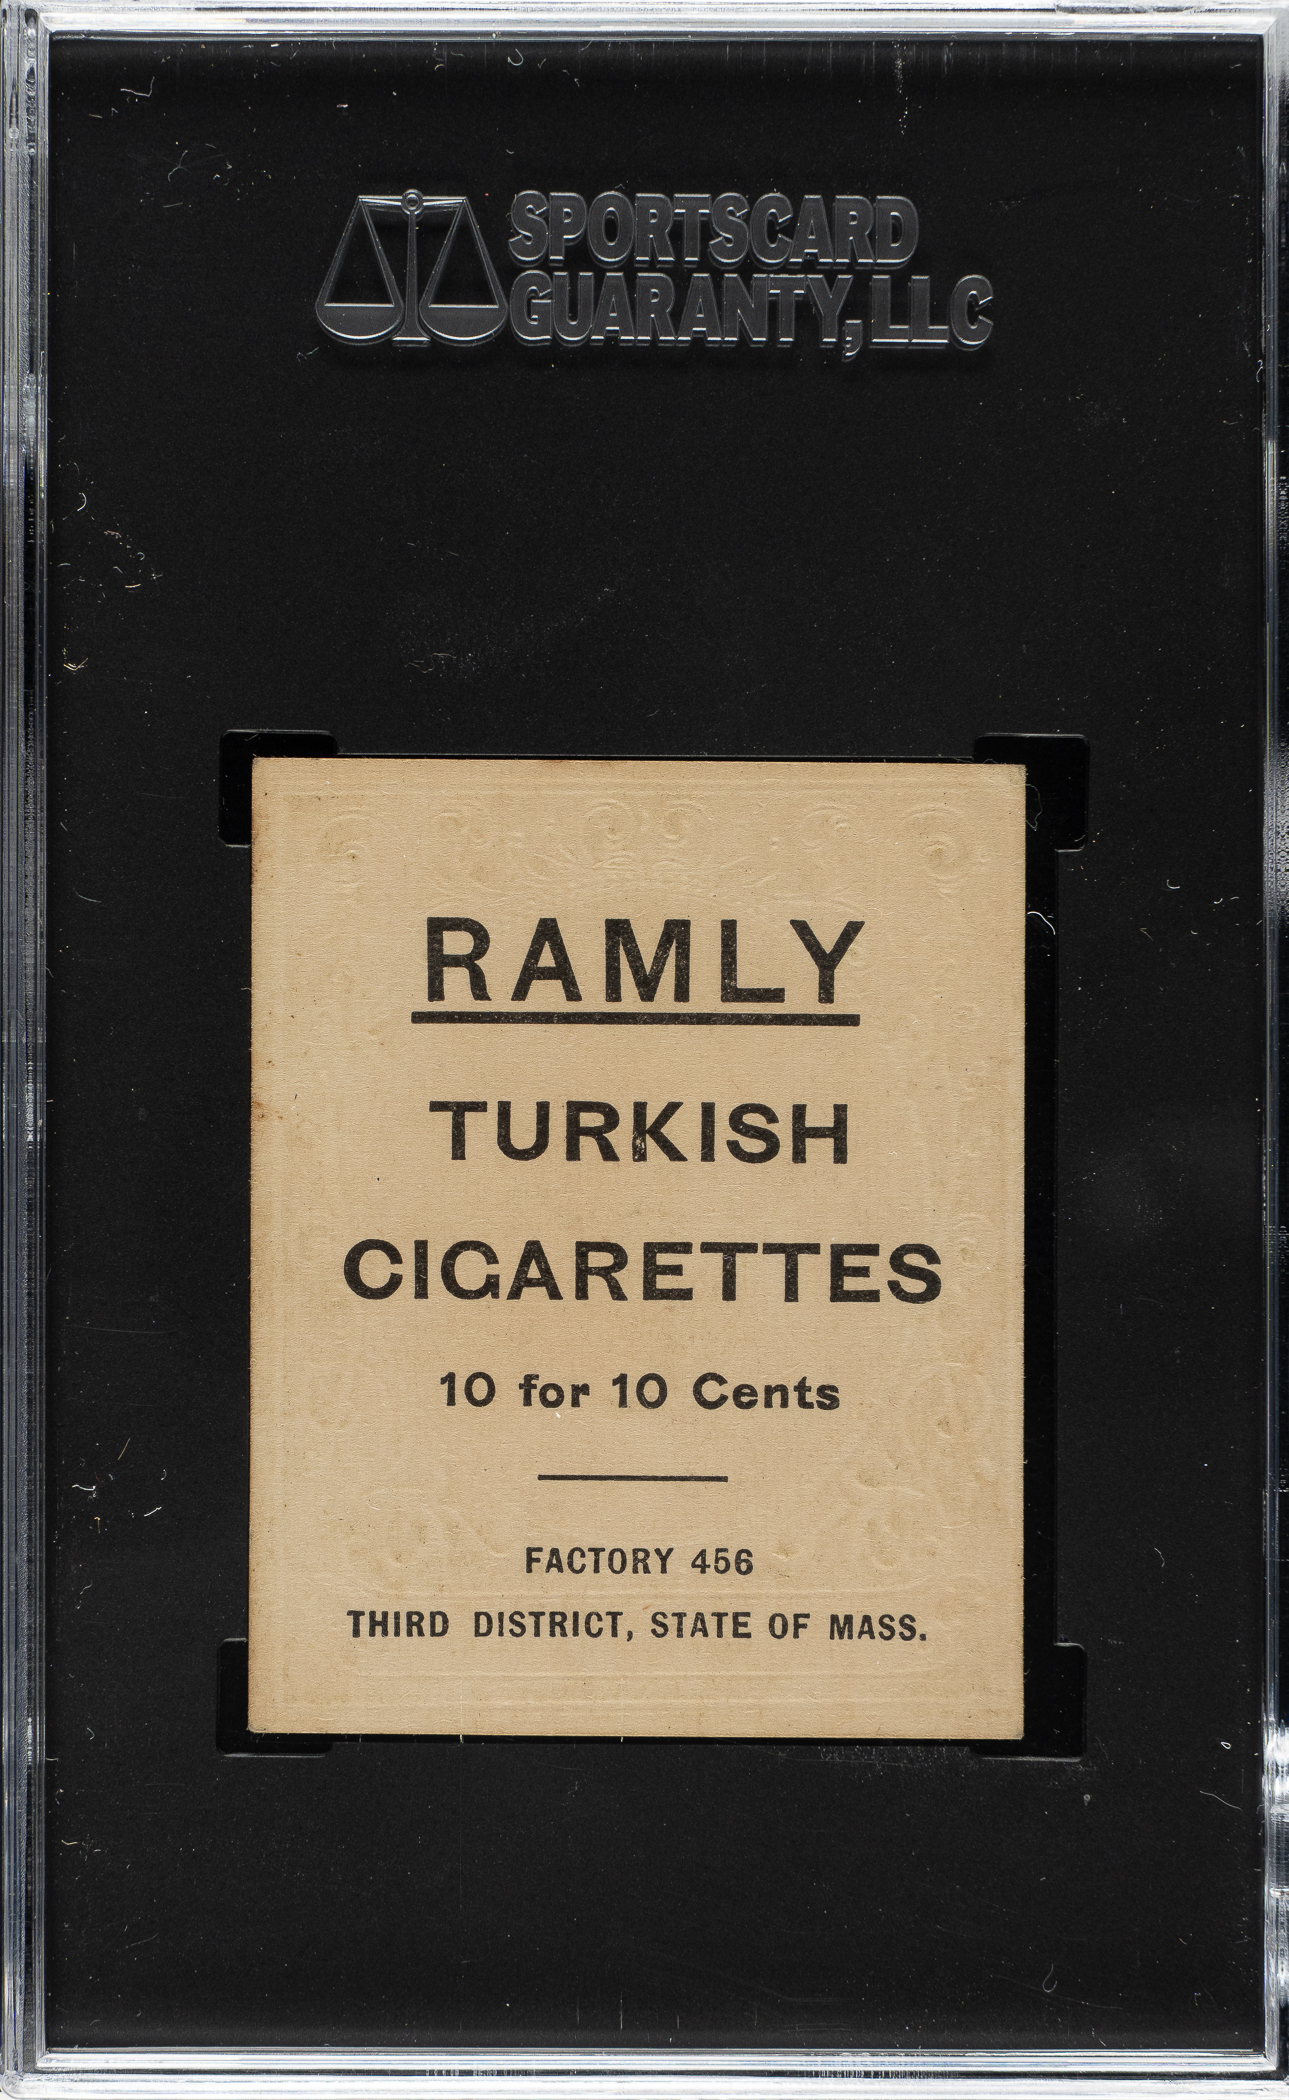 SPORTSCARD
GUARANTY, LLC
RAMLY
TURKISH
CIGARETTES
10 for 10 Cents
FACTORY 456
THIRD DISTRICT, STATE OF MASS.